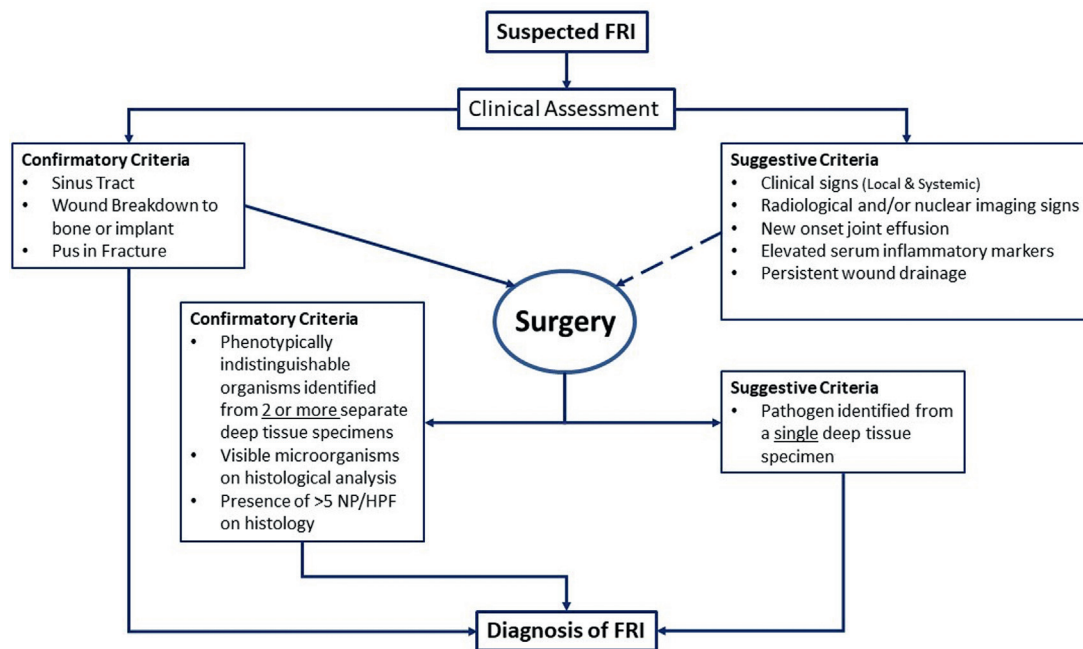 Suspected FRI
Clinical Assessment
Confirmatory Criteria
• Sinus Tract
• Wound Breakdown to
bone or implant
• Pus in Fracture
Suggestive Criteria
• Clinical signs (Local & Systemic)
• Radiological and/or nuclear imaging signs
• New onset joint effusion
• Elevated serum inflammatory markers
• Persistent wound drainage
Surgery
Confirmatory Criteria
• Phenotypically
indistinguishable
organisms identified
from 2 or more separate
deep tissue specimens
• Visible microorganisms
on histological analysis
• Presence of >5 NP/HPF
on histology
Suggestive Criteria
• Pathogen identified from
a single deep tissue
specimen
Diagnosis of FRI